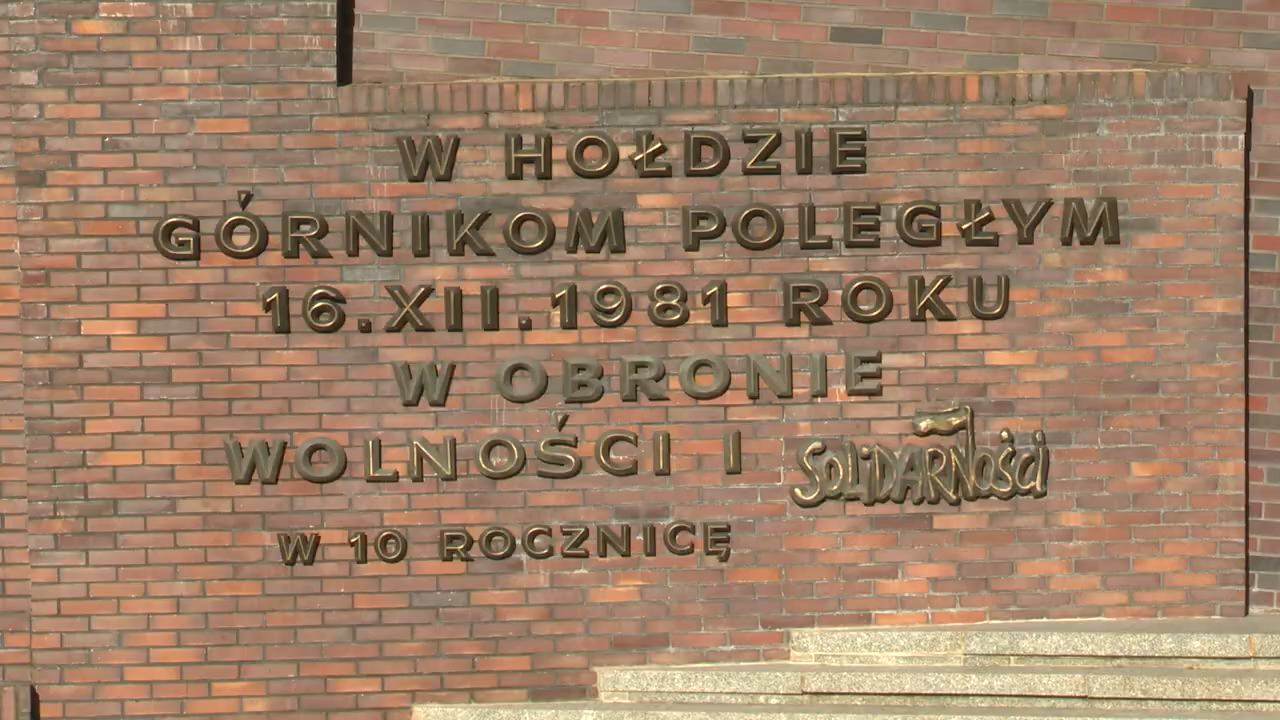 W HOŁDZIE
GÓRNIKOM POLEGŁYM
16.XII.1981 ROKU
W OBRONIE
WOLNOŚCI I SOLIDARNOŚCI
W 10 ROCZNICĘ